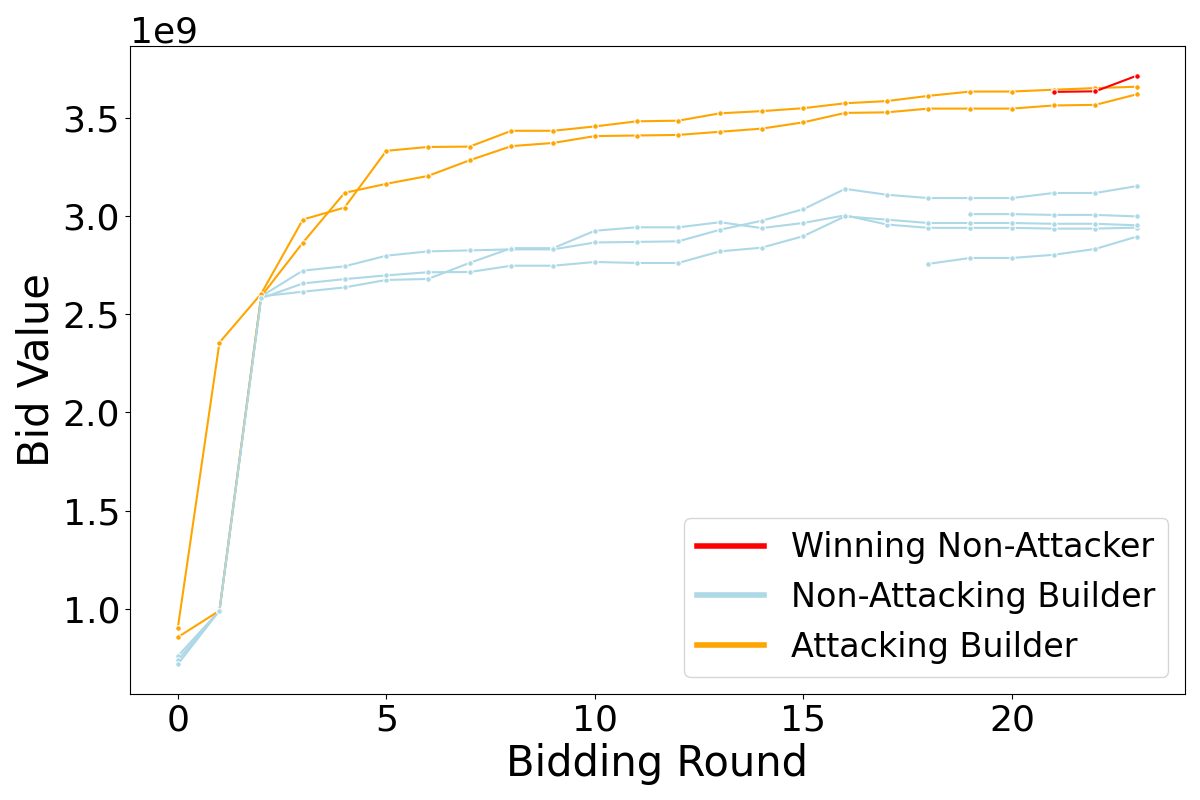 1e9
3.5
3.0
2.5
2.0
1.5
1.0
Bid Value
0 5 10 15 20
Bidding Round
Winning Non-Attacker
Non-Attacking Builder
Attacking Builder